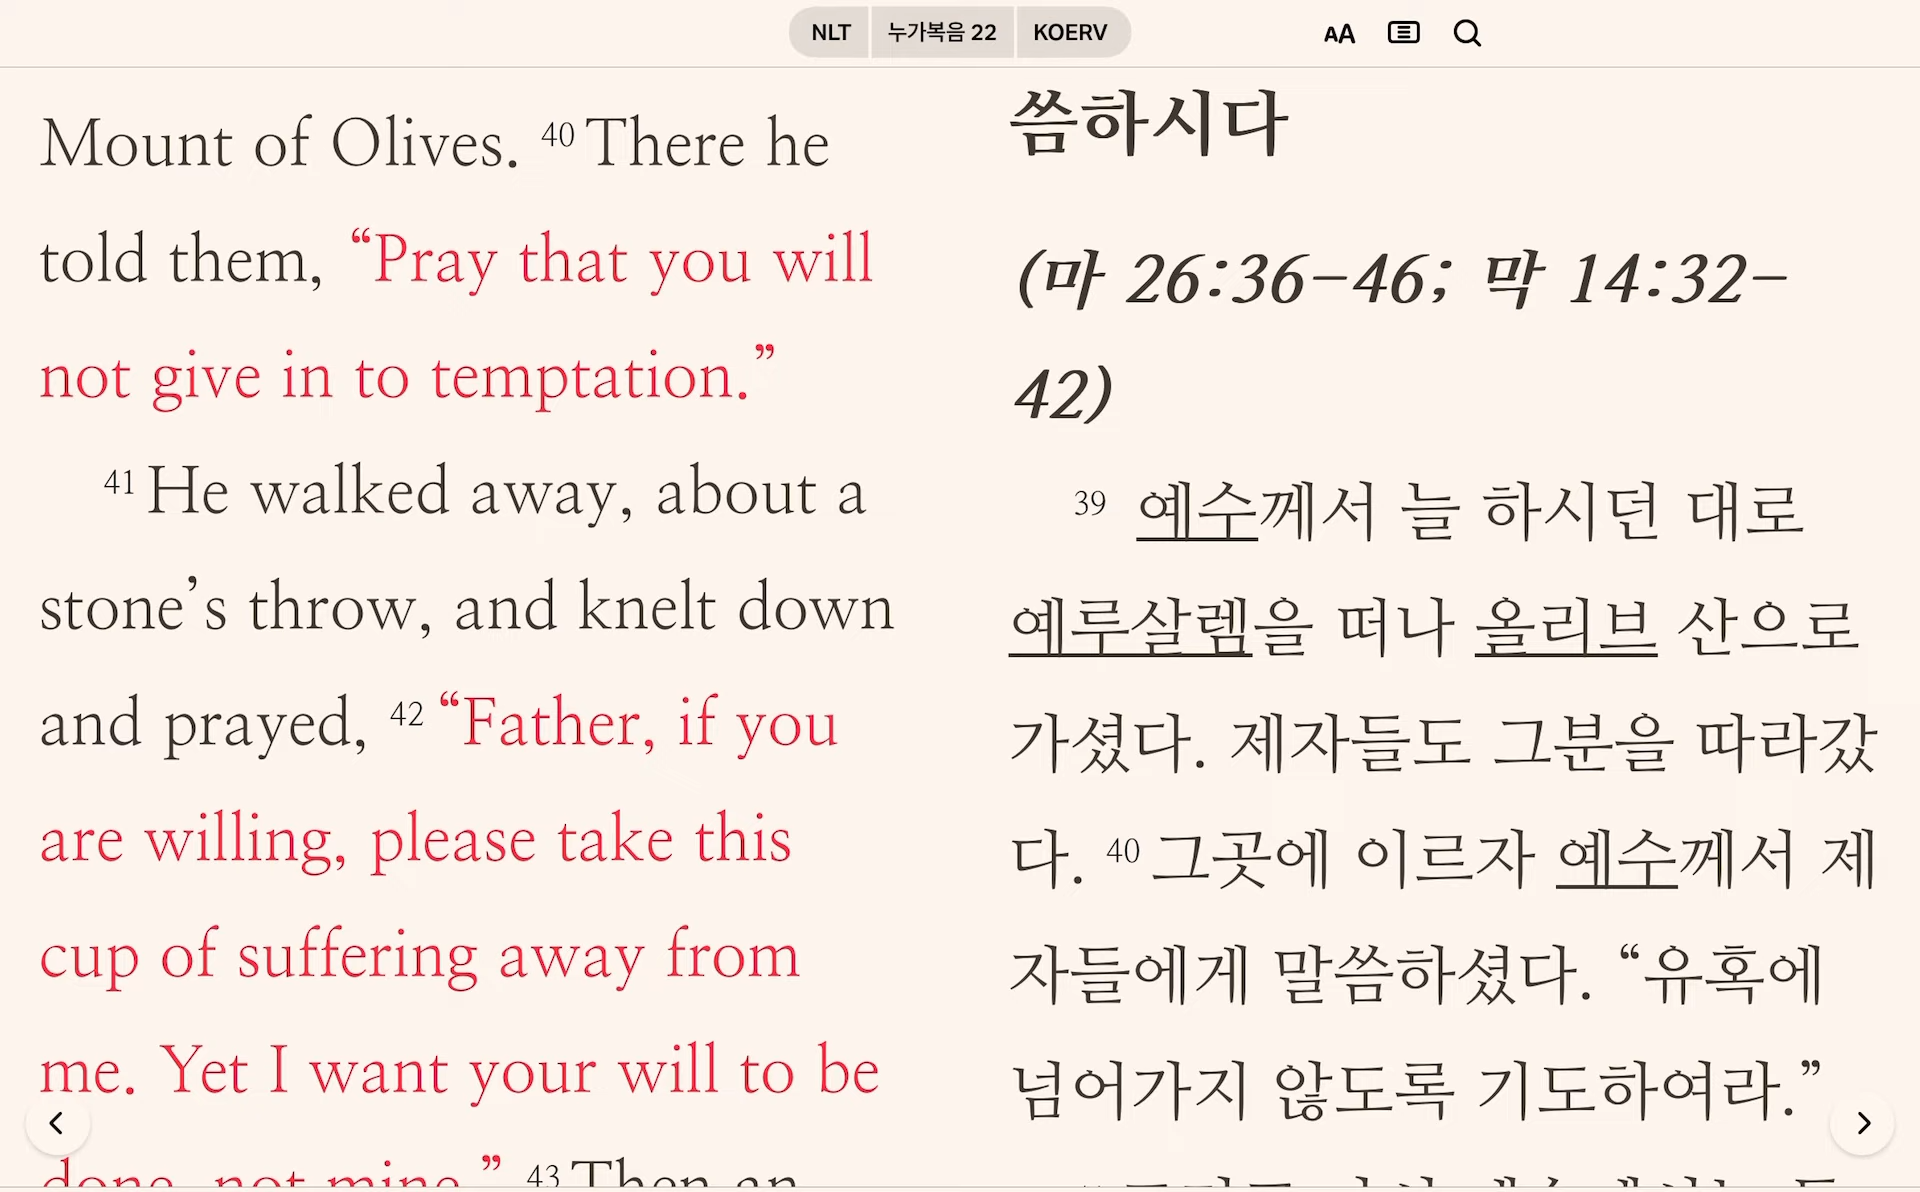 NLT 누가복음 22 KOERV AA
Mount of Olives. 40 There he
told them, “Pray that you will
not give in to temptation.”
41 He walked away, about a
stone’s throw, and knelt down
and prayed, 42 “Father, if you
are willing, please take this
cup of suffering away from
me. Yet I want your will to be
done, not mine.” 43 Then an
씀하시다
(마 26:36–46; 막 14:32–
42)
39 예수께서 늘 하시던 대로
예루살렘을 떠나 올리브 산으로
가셨다. 제자들도 그분을 따라갔
다. 40 그곳에 이르자 예수께서 제
자들에게 말씀하셨다. “유혹에
넘어가지 않도록 기도하여라.”